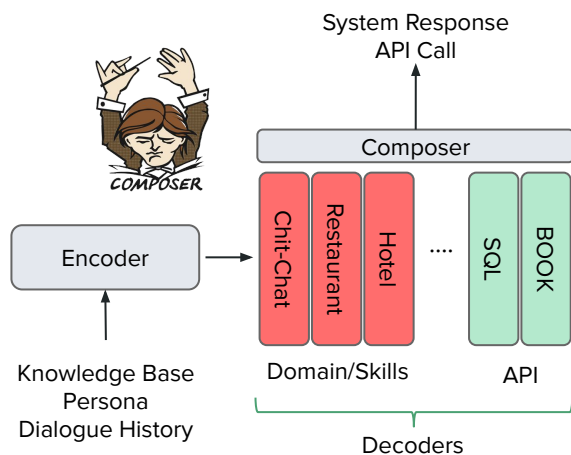 System Response
API Call
COMPOSER
Composer
Chit-Chat
Restaurant
Hotel
....
SQL
BOOK
Encoder
Knowledge Base
Persona
Dialogue History
Domain/Skills
API
Decoders